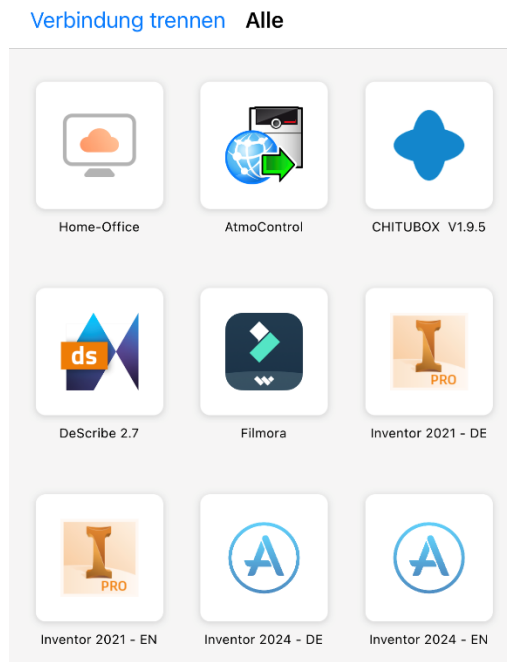 Verbindung trennen Alle
Home-Office
AtmoControl
CHITUBOX V1.9.5
ds
DeScribe 2.7
Filmora
PRO
Inventor 2021 - DE
PRO
Inventor 2021 - EN
Inventor 2024 - DE
Inventor 2024 - EN